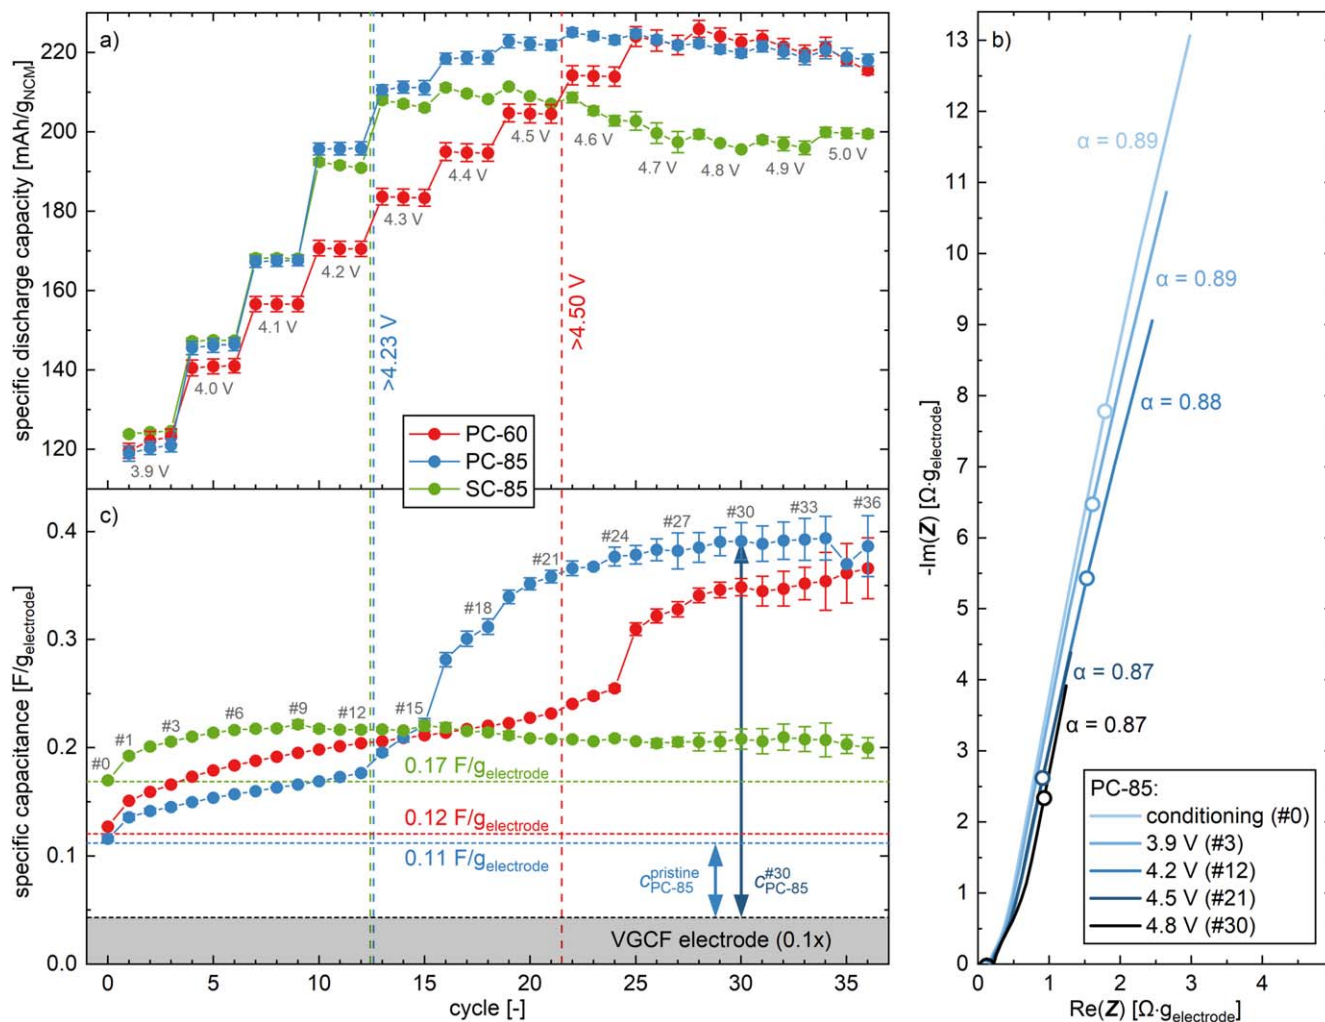 a)
specific discharge capacity [mAh/g_NCM]
220
200
180
160
140
120
3.9 V
4.0 V
4.1 V
4.2 V
4.3 V
4.4 V
4.5 V
4.6 V
4.7 V
4.8 V
4.9 V
5.0 V
>4.23 V
>4.50 V
PC-60
PC-85
SC-85
c)
specific capacitance [F/g_electrode]
0.4
0.3
0.2
0.1
0.0
#0
#1
#3
#6
#9
#12
#15
#18
#21
#24
#27
#30
#33
#36
0.17 F/g_electrode
0.12 F/g_electrode
0.11 F/g_electrode
c_PC-85^pristine
c_PC-85^#30
VGCF electrode (0.1x)
0 5 10 15 20 25 30 35
cycle [-]
b)
-Im(Z) [Ω·g_electrode]
13
12
11
10
9
8
7
6
5
4
3
2
1
0
α = 0.89
α = 0.89
α = 0.88
α = 0.87
α = 0.87
PC-85:
conditioning (#0)
3.9 V (#3)
4.2 V (#12)
4.5 V (#21)
4.8 V (#30)
0 1 2 3 4
Re(Z) [Ω·g_electrode]